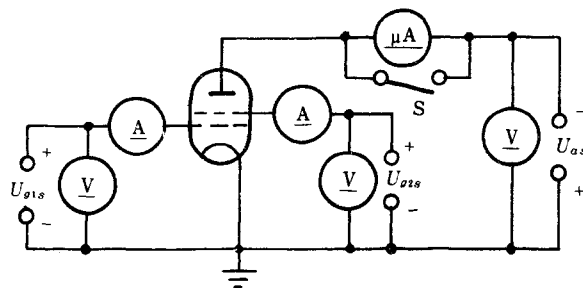 μA
S
A
A
V
V
V
+
U_{g1s}
−
+
U_{g2s}
−
−
U_{as}
+